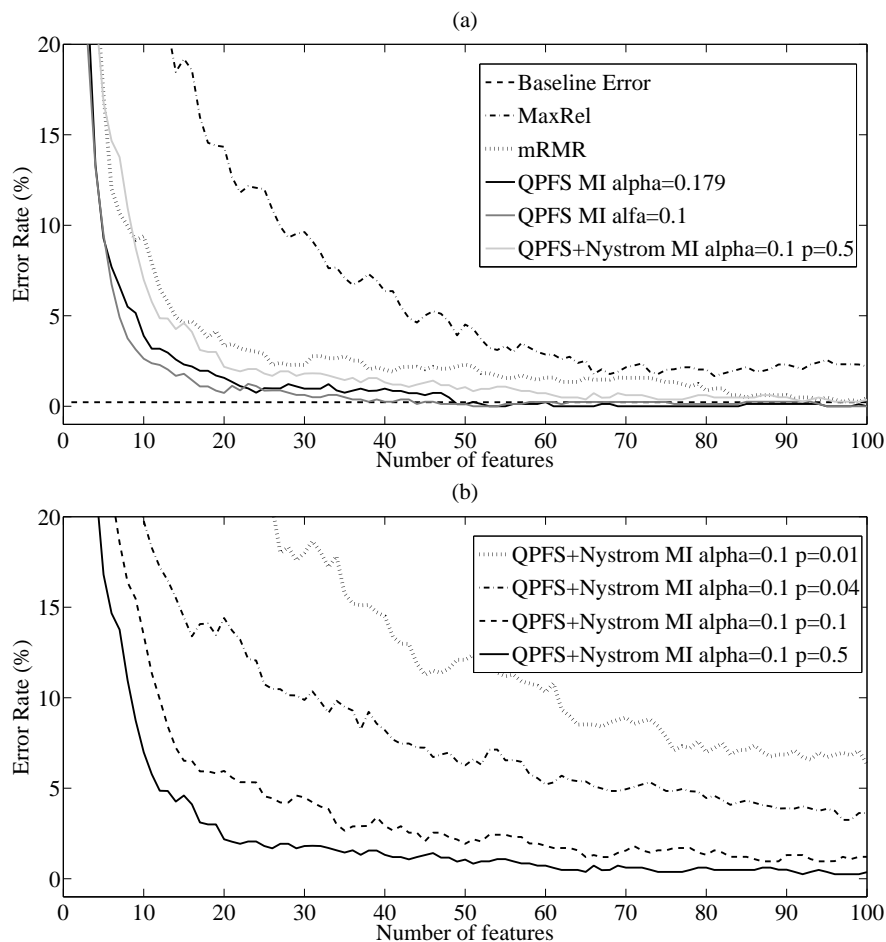 (a)
20
15
10
5
0
Error Rate (%)
Baseline Error
MaxRel
mRMR
QPFS MI alpha=0.179
QPFS MI alfa=0.1
QPFS+Nystrom MI alpha=0.1 p=0.5
0 10 20 30 40 50 60 70 80 90 100
Number of features
(b)
20
15
10
5
0
Error Rate (%)
QPFS+Nystrom MI alpha=0.1 p=0.01
QPFS+Nystrom MI alpha=0.1 p=0.04
QPFS+Nystrom MI alpha=0.1 p=0.1
QPFS+Nystrom MI alpha=0.1 p=0.5
0 10 20 30 40 50 60 70 80 90 100
Number of features